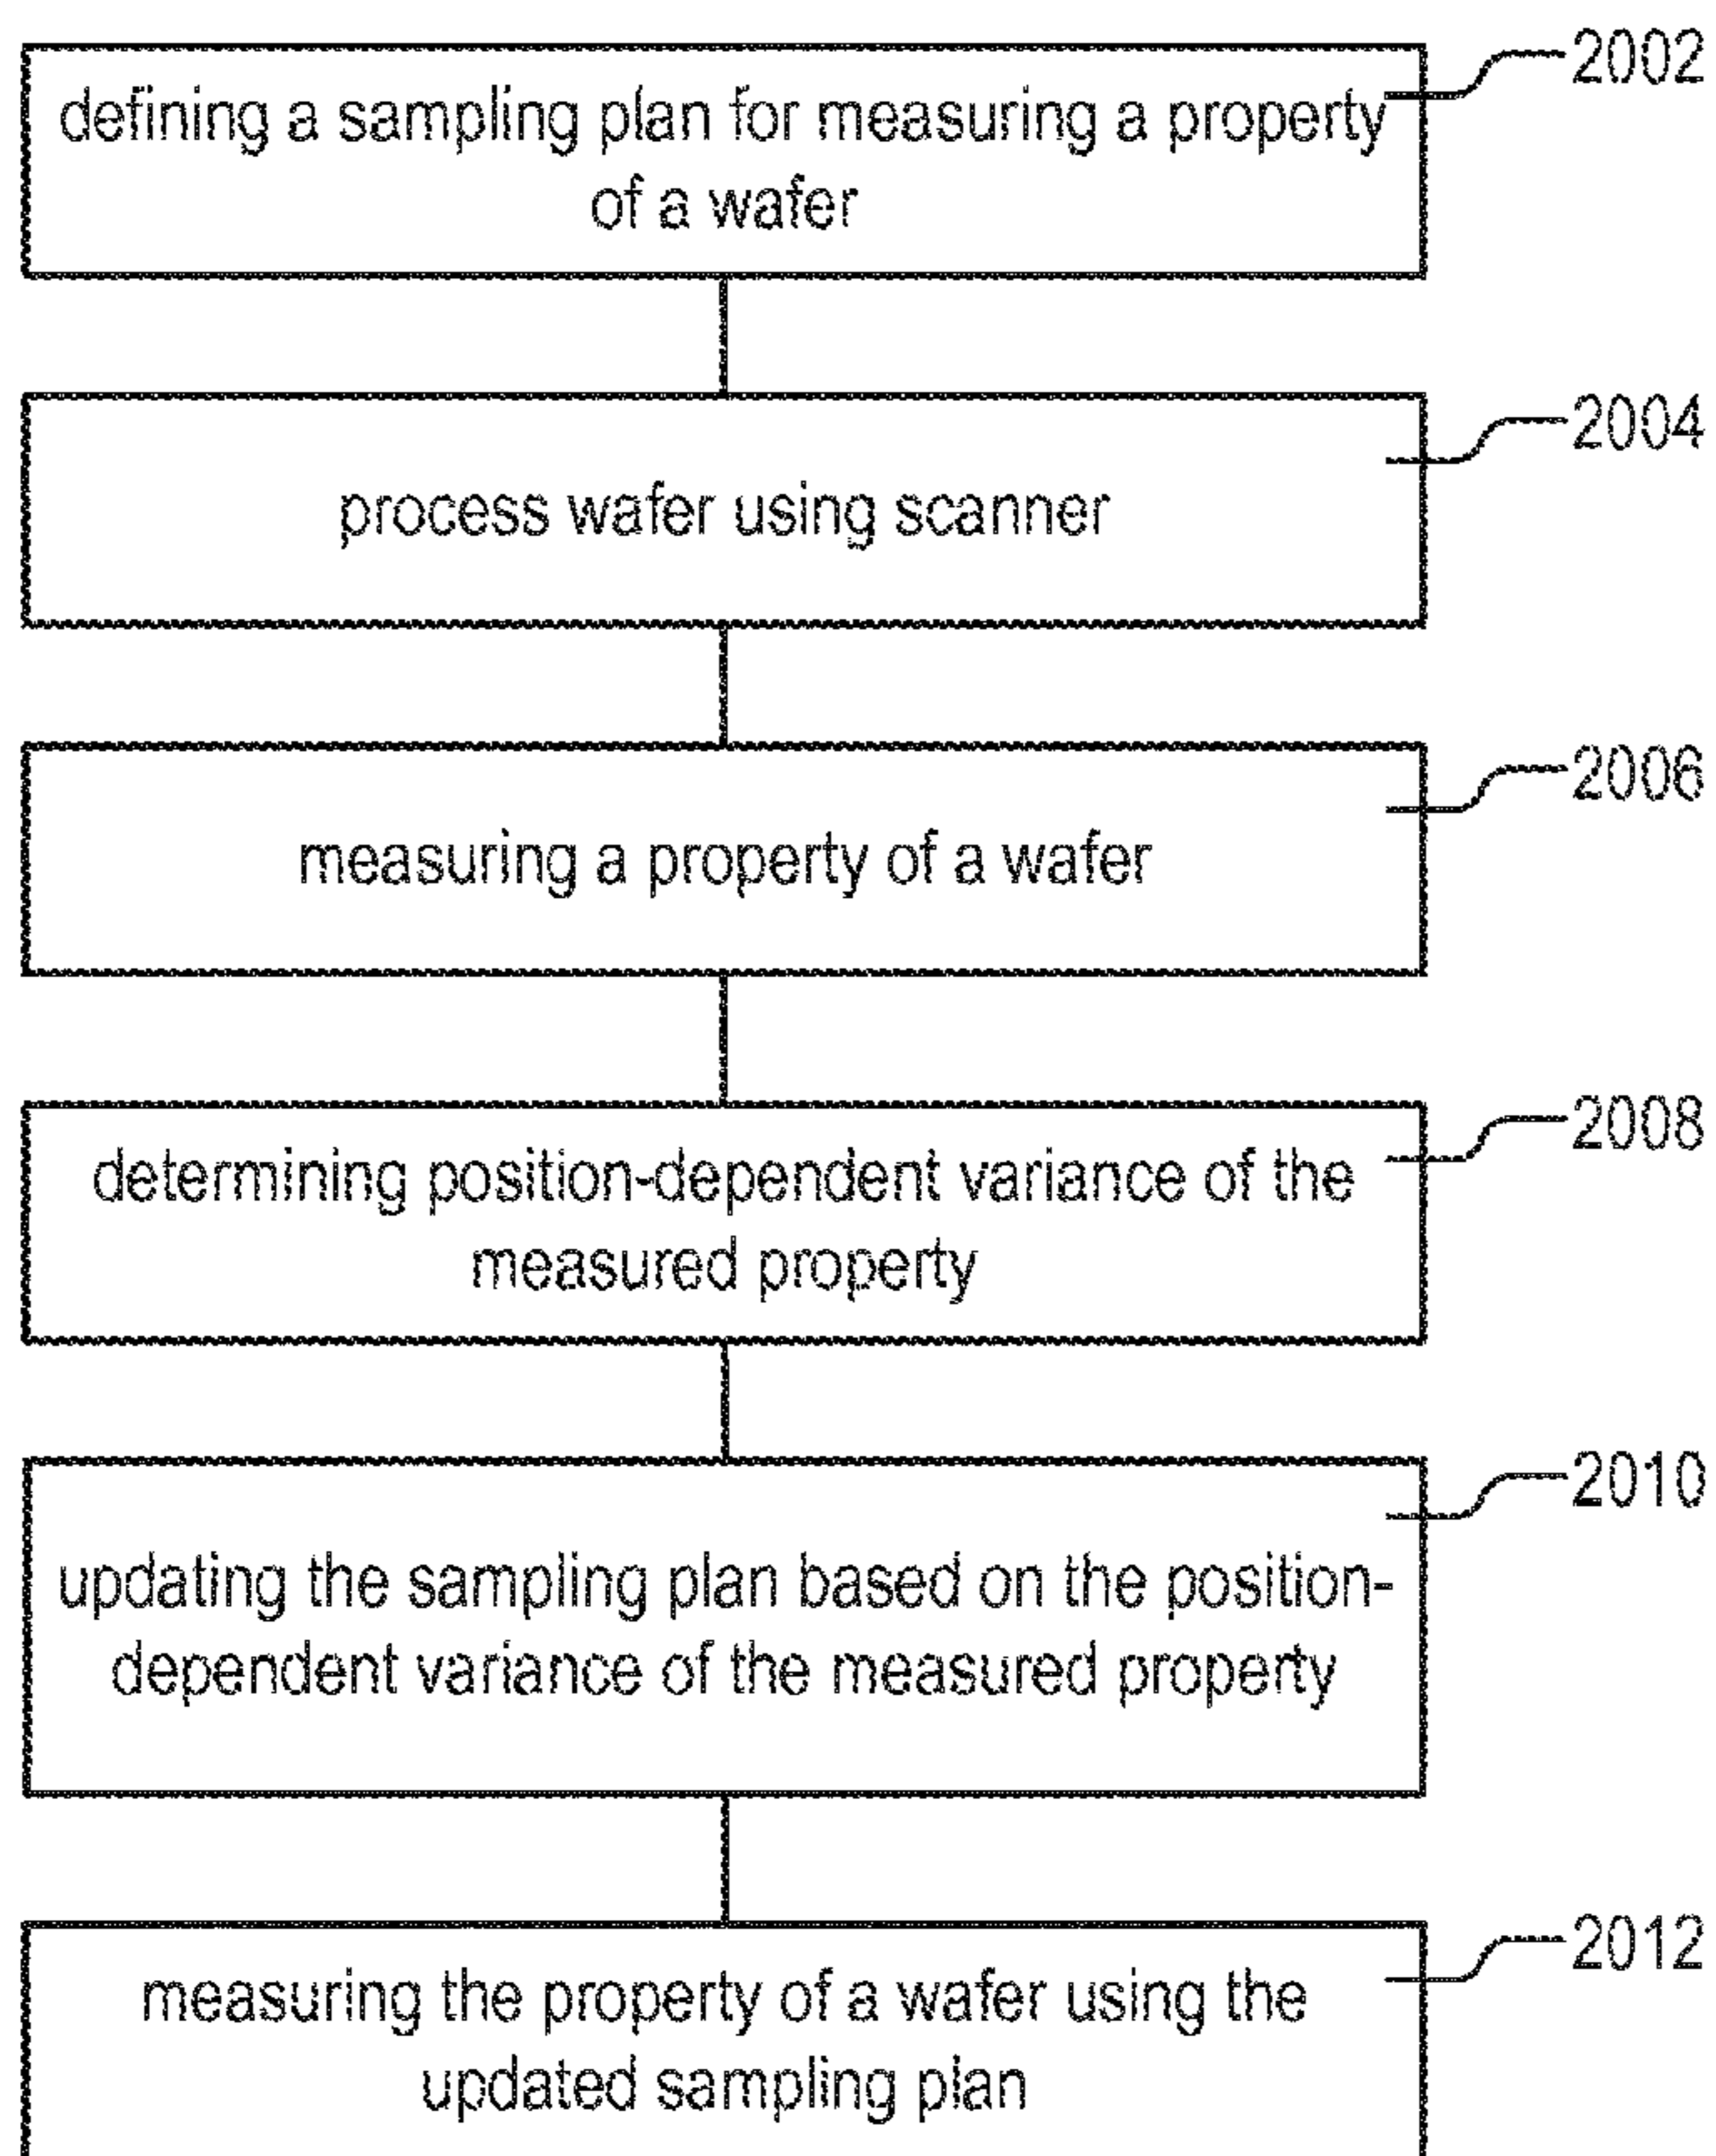 2002
defining a sampling plan for measuring a property
of a wafer
2004
process wafer using scanner
2006
measuring a property of a wafer
2008
determining position-dependent variance of the
measured property
2010
updating the sampling plan based on the position-
dependent variance of the measured property
2012
measuring the property of a wafer using the
updated sampling plan